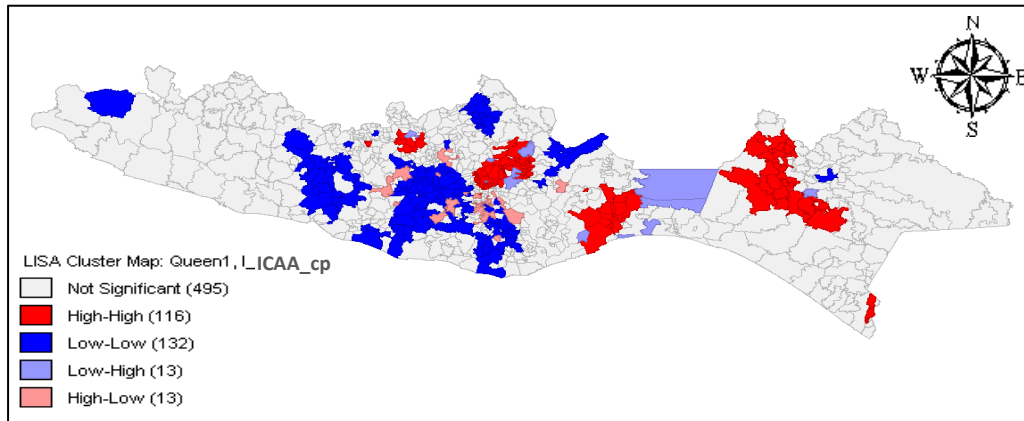 N
W E
S
LISA Cluster Map: Queen1, I_ICAA_cp
Not Significant (495)
High-High (116)
Low-Low (132)
Low-High (13)
High-Low (13)